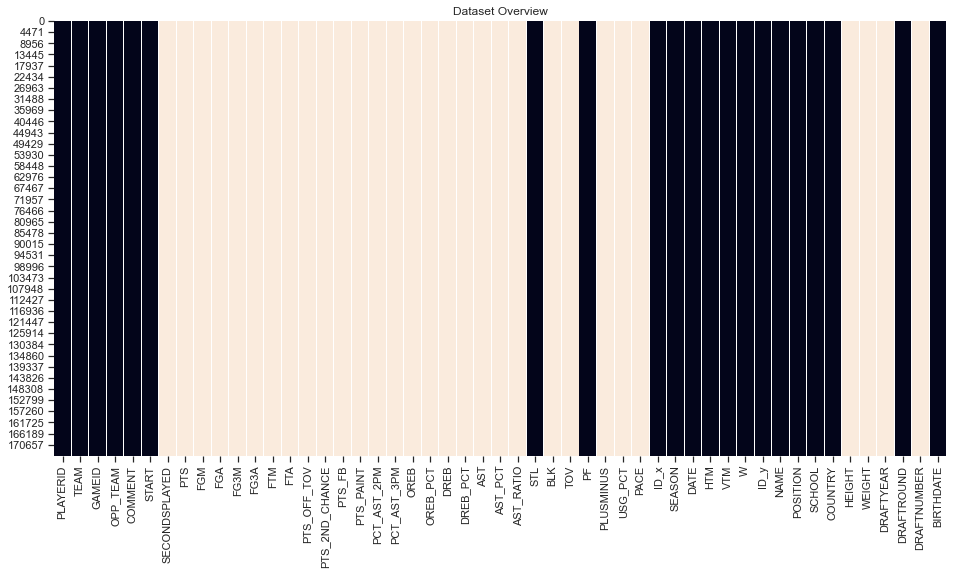 Dataset Overview
0
4471
8956
13445
17937
22434
26963
31488
35969
40446
44943
49429
53930
58448
62976
67467
71957
76466
80965
85478
90015
94531
98996
103473
107948
112427
116936
121447
125914
130384
134860
139337
143826
148308
152799
157260
161725
166189
170657
PLAYERID
TEAM
GAMEID
OPP_TEAM
COMMENT
START
SECONDSPLAYED
PTS
FGM
FGA
FG3M
FG3A
FTM
FTA
PTS_OFF_TOV
PTS_2ND_CHANCE
PTS_FB
PTS_PAINT
PCT_AST_2PM
PCT_AST_3PM
OREB
OREB_PCT
DREB
DREB_PCT
AST
AST_PCT
AST_RATIO
STL
BLK
TOV
PF
PLUSMINUS
USG_PCT
PACE
ID_x
SEASON
DATE
HTM
VTM
W
ID_y
NAME
POSITION
SCHOOL
COUNTRY
HEIGHT
WEIGHT
DRAFTYEAR
DRAFTROUND
DRAFTNUMBER
BIRTHDATE